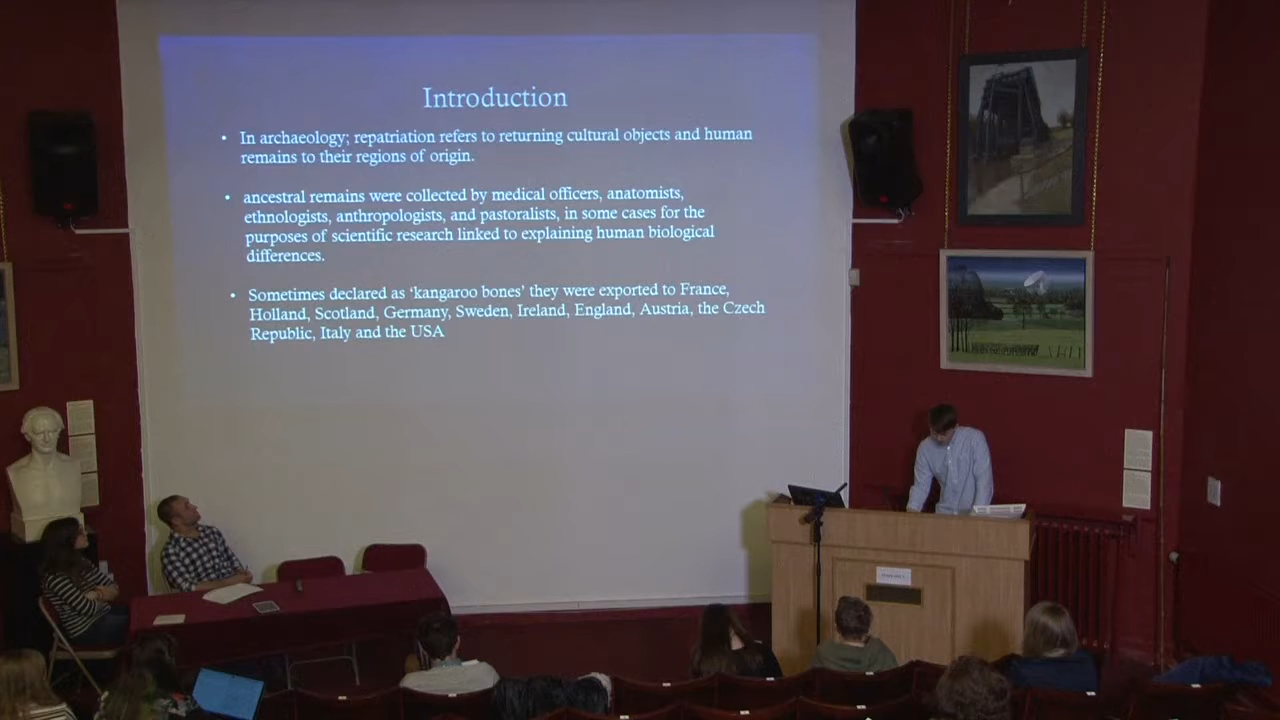 Introduction
• In archaeology; repatriation refers to returning cultural objects and human
remains to their regions of origin.
• ancestral remains were collected by medical officers, anatomists,
ethnologists, anthropologists, and pastoralists, in some cases for the
purposes of scientific research linked to explaining human biological
differences.
• Sometimes declared as ‘kangaroo bones’ they were exported to France,
Holland, Scotland, Germany, Sweden, Ireland, England, Austria, the Czech
Republic, Italy and the USA